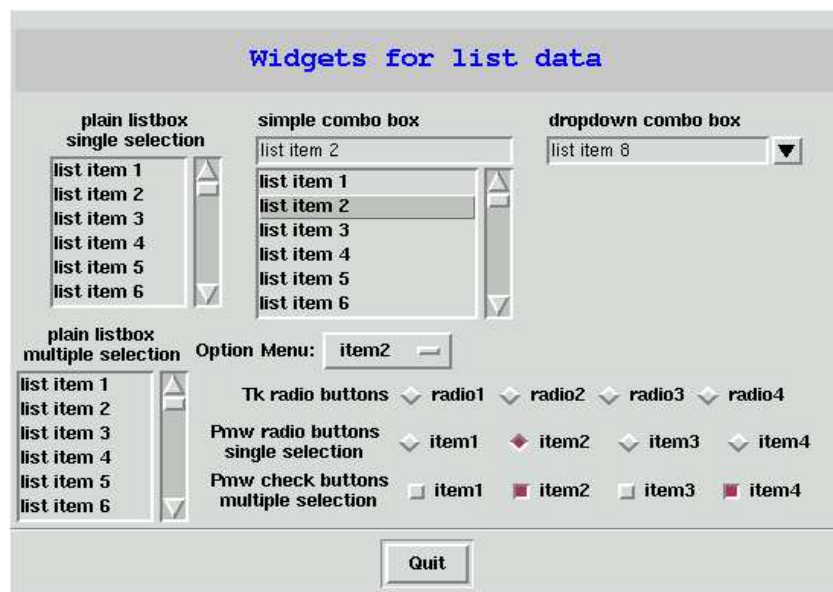 Widgets for list data
plain listbox
single selection
list item 1
list item 2
list item 3
list item 4
list item 5
list item 6
simple combo box
list item 2
list item 1
list item 2
list item 3
list item 4
list item 5
list item 6
dropdown combo box
list item 8
plain listbox
multiple selection
list item 1
list item 2
list item 3
list item 4
list item 5
list item 6
Option Menu: item2
Tk radio buttons radio1 radio2 radio3 radio4
Pmw radio buttons
single selection
item1 item2 item3 item4
Pmw check buttons
multiple selection
item1 item2 item3 item4
Quit